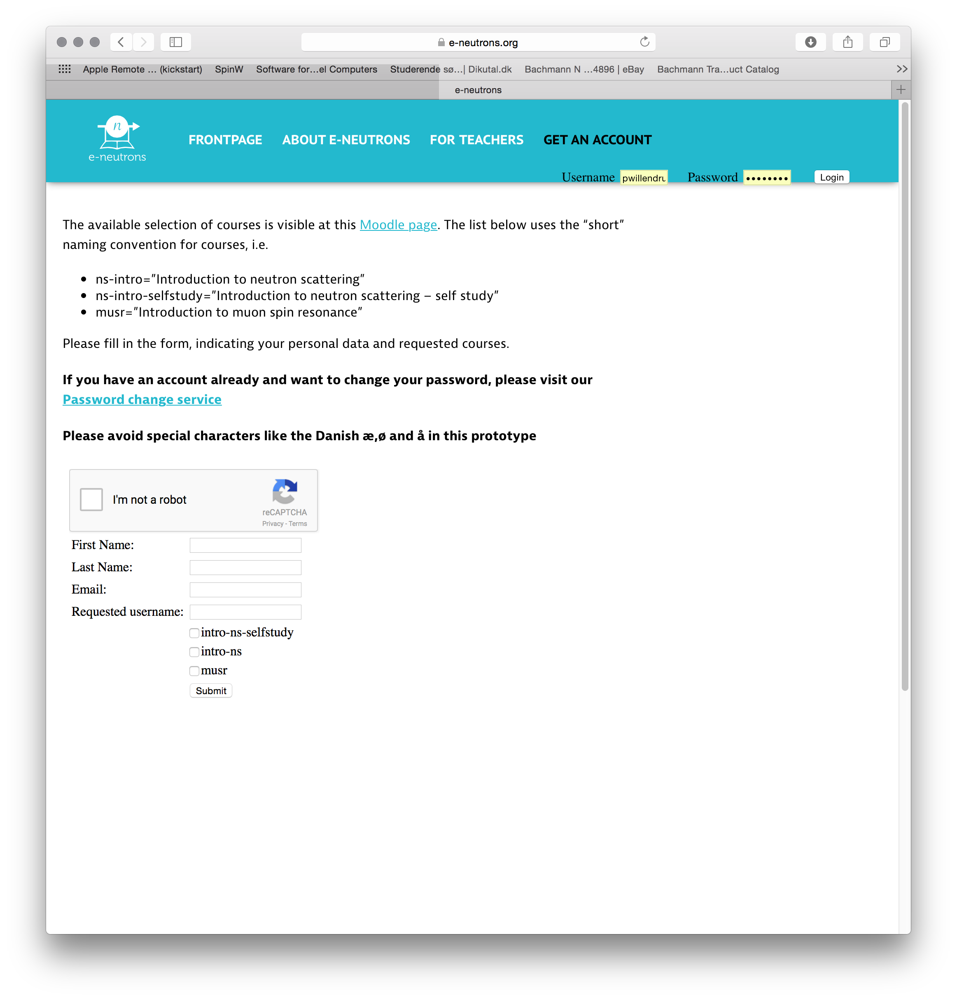 e-neutrons.org
Apple Remote ... (kickstart) SpinW Software for...el Computers Studerende sø...| Dikutal.dk Bachmann N ...4896 | eBay Bachmann Tra...uct Catalog
e-neutrons
n
e-neutrons
FRONTPAGE ABOUT E-NEUTRONS FOR TEACHERS GET AN ACCOUNT
Username pwillendru Password •••••••• Login
The available selection of courses is visible at this Moodle page. The list below uses the “short”
naming convention for courses, i.e.
• ns-intro=”Introduction to neutron scattering”
• ns-intro-selfstudy=”Introduction to neutron scattering – self study”
• musr=”Introduction to muon spin resonance”
Please fill in the form, indicating your personal data and requested courses.
If you have an account already and want to change your password, please visit our
Password change service
Please avoid special characters like the Danish æ,ø and å in this prototype
I'm not a robot
reCAPTCHA
Privacy - Terms
First Name:
Last Name:
Email:
Requested username:
intro-ns-selfstudy
intro-ns
musr
Submit